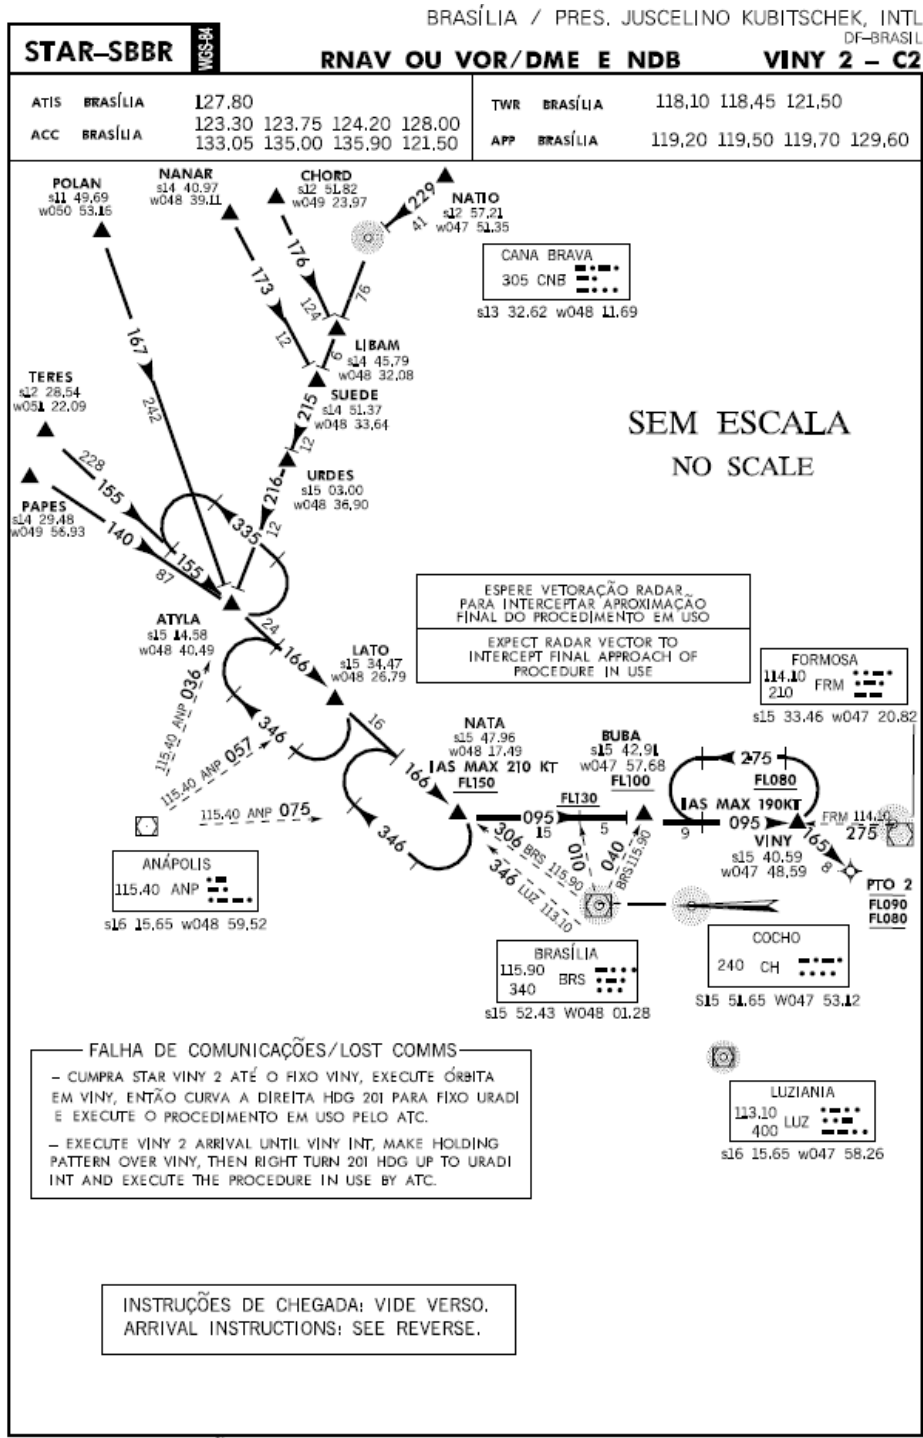 BRASÍLIA / PRES. JUSCELINO KUBITSCHEK, INTL
DF-BRASIL
STAR-SBBR
WGS-84
RNAV OU VOR/DME E NDB
VINY 2 - C2
ATIS BRASÍLIA 127.80
ACC BRASÍLIA 123.30 123.75 124.20 128.00
133.05 135.00 135.90 121.50
TWR BRASÍLIA 118,10 118,45 121,50
APP BRASÍLIA 119,20 119,50 119,70 129,60
POLAN
s11 49,69
w050 53.16
NANAR
s14 40.97
w048 39.11
CHORD
s12 51.82
w049 23.97
NATIO
s12 57.21
w047 51.35
229
41
CANA BRAVA
305 CNB
s13 32.62 w048 11.69
176
124
76
173
12
167
242
LIBAM
s14 45,79
w048 32,08
6
SUEDE
s14 51.37
w048 33,64
215
12
URDES
s15 03.00
w048 36,90
216
12
TERES
s12 28,54
w051 22.09
228
155
PAPES
s14 29.48
w049 56.93
140
87
155
335
SEM ESCALA
NO SCALE
ATYLA
s15 14.58
w048 40,49
24
ESPERE VETORAÇÃO RADAR
PARA INTERCEPTAR APROXIMAÇÃO
FINAL DO PROCEDIMENTO EM USO
EXPECT RADAR VECTOR TO
INTERCEPT FINAL APPROACH OF
PROCEDURE IN USE
LATO
s15 34,47
w048 26.79
166
346
16
115.40 ANP 036
115.40 ANP 057
115.40 ANP 075
ANÁPOLIS
115.40 ANP
s16 15,65 w048 59,52
FORMOSA
114.10
210 FRM
s15 33.46 w047 20.82
NATA
s15 47.96
w048 17.49
IAS MAX 210 KT
FL150
166
346
BUBA
s15 42,91
w047 57.68
FL100
FL130
095
15
5
275
FL080
IAS MAX 190KT
9
095
VINY
s15 40.59
w047 48,59
FRM 114.10
275
165
8
PTO 2
FL090
FL080
306 BRS 115,90
346 LUZ 113.10
010
040
BRS115.90
BRASÍLIA
115.90
340 BRS
s15 52.43 W048 01.28
COCHO
240 CH
S15 51.65 W047 53.12
LUZIANIA
113.10
400 LUZ
s16 15.65 w047 58.26
FALHA DE COMUNICAÇÕES/LOST COMMS
– CUMPRA STAR VINY 2 ATÉ O FIXO VINY, EXECUTE ÓRBITA
EM VINY, ENTÃO CURVA A DIREITA HDG 201 PARA FIXO URADI
E EXECUTE O PROCEDIMENTO EM USO PELO ATC.
– EXECUTE VINY 2 ARRIVAL UNTIL VINY INT, MAKE HOLDING
PATTERN OVER VINY, THEN RIGHT TURN 201 HDG UP TO URADI
INT AND EXECUTE THE PROCEDURE IN USE BY ATC.
INSTRUÇÕES DE CHEGADA: VIDE VERSO.
ARRIVAL INSTRUCTIONS: SEE REVERSE.